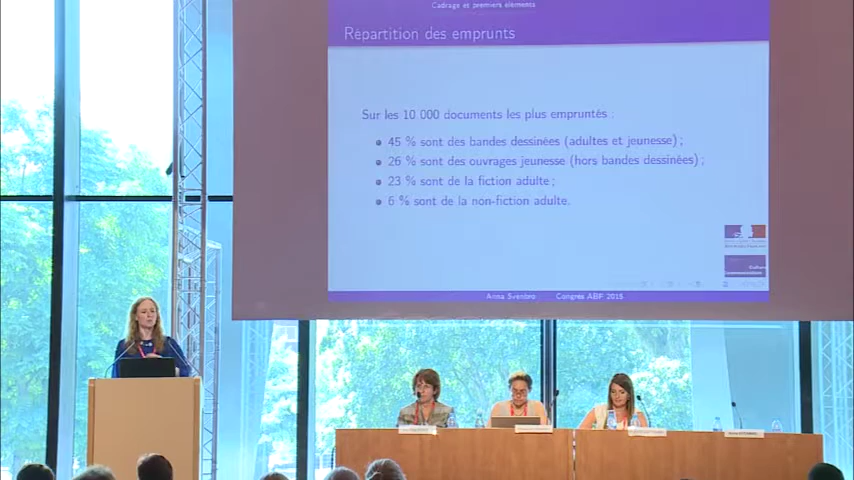 Cadrage et premiers éléments
Répartition des emprunts
Sur les 10 000 documents les plus empruntés :
45 % sont des bandes dessinées (adultes et jeunesse) ;
26 % sont des ouvrages jeunesse (hors bandes dessinées) ;
23 % sont de la fiction adulte ;
6 % sont de la non-fiction adulte.
Anna Svenbro Congrès ABF 2015